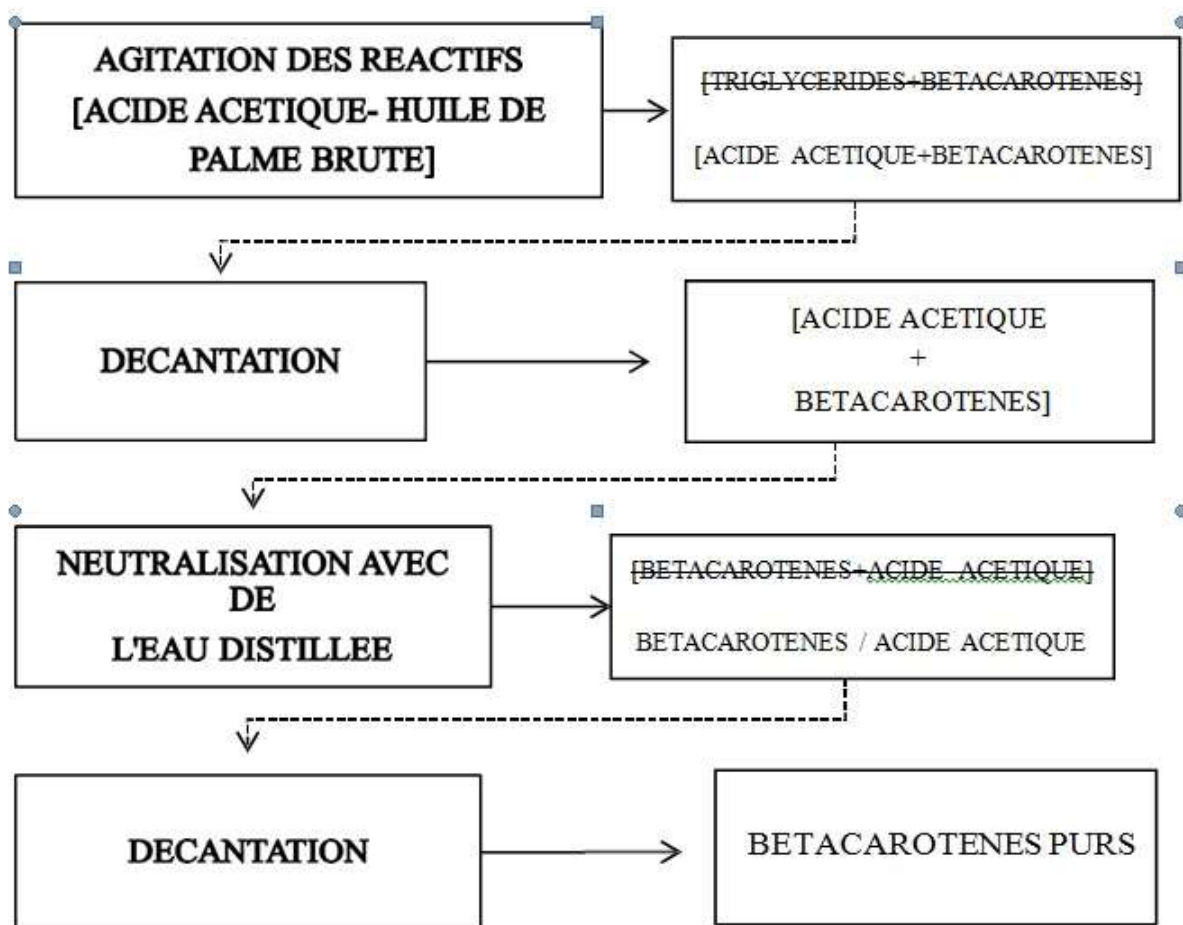 AGITATION DES REACTIFS
[ACIDE ACETIQUE- HUILE DE
PALME BRUTE]
[TRIGLYCERIDES+BETACAROTENES]
[ACIDE ACETIQUE+BETACAROTENES]
DECANTATION
[ACIDE ACETIQUE
+
BETACAROTENES]
NEUTRALISATION AVEC
DE
L'EAU DISTILLEE
[BETACAROTENES+ACIDE ACETIQUE]
BETACAROTENES / ACIDE ACETIQUE
DECANTATION
BETACAROTENES PURS